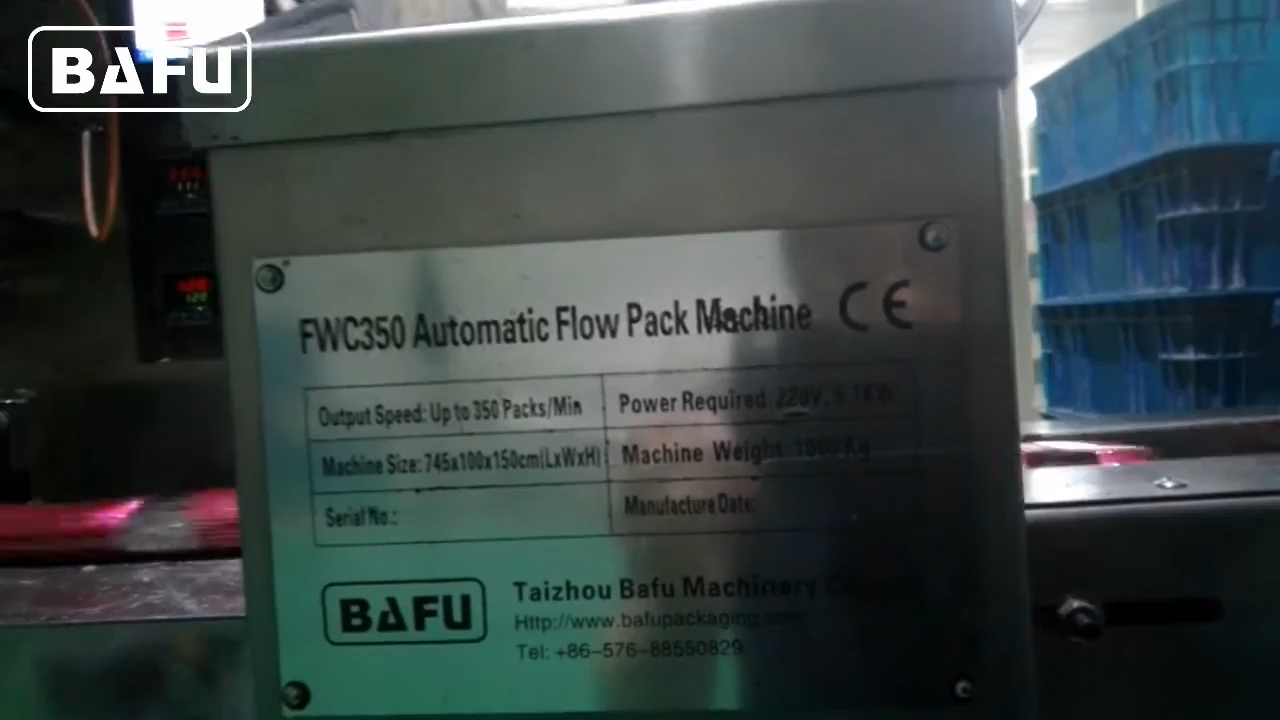 BAFU
FWC350 Automatic Flow Pack Machine CE
Output Speed: Up to 350 Packs/Min
Power Required: 220V,
Machine Size: 745x100x150cm(LxWxH)
Machine Weight: Kg
Serial No.:
Manufacture Date:
BAFU
Taizhou Bafu Machinery
Http://www.bafupackaging.com
Tel: +86-576-88550829